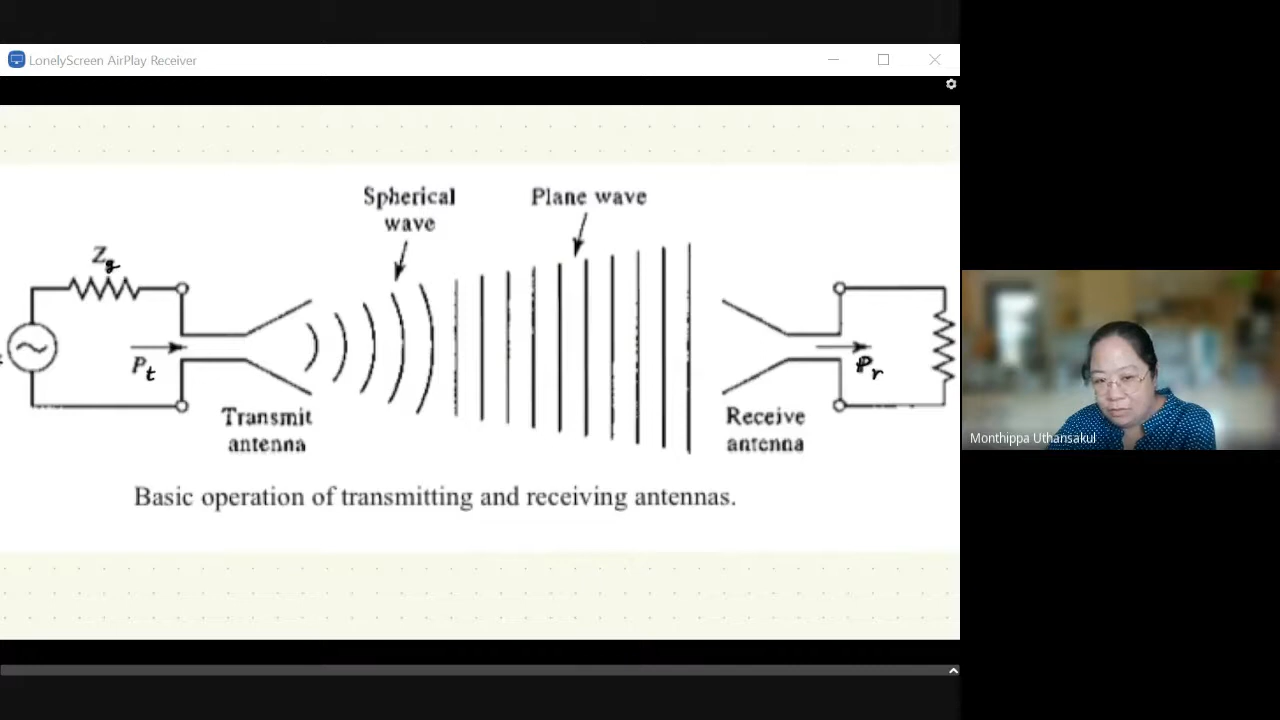 LonelyScreen AirPlay Receiver
Spherical
wave
Plane wave
Zg
Pt
Pr
Transmit
antenna
Receive
antenna
Basic operation of transmitting and receiving antennas.
Monthippa Uthansakul